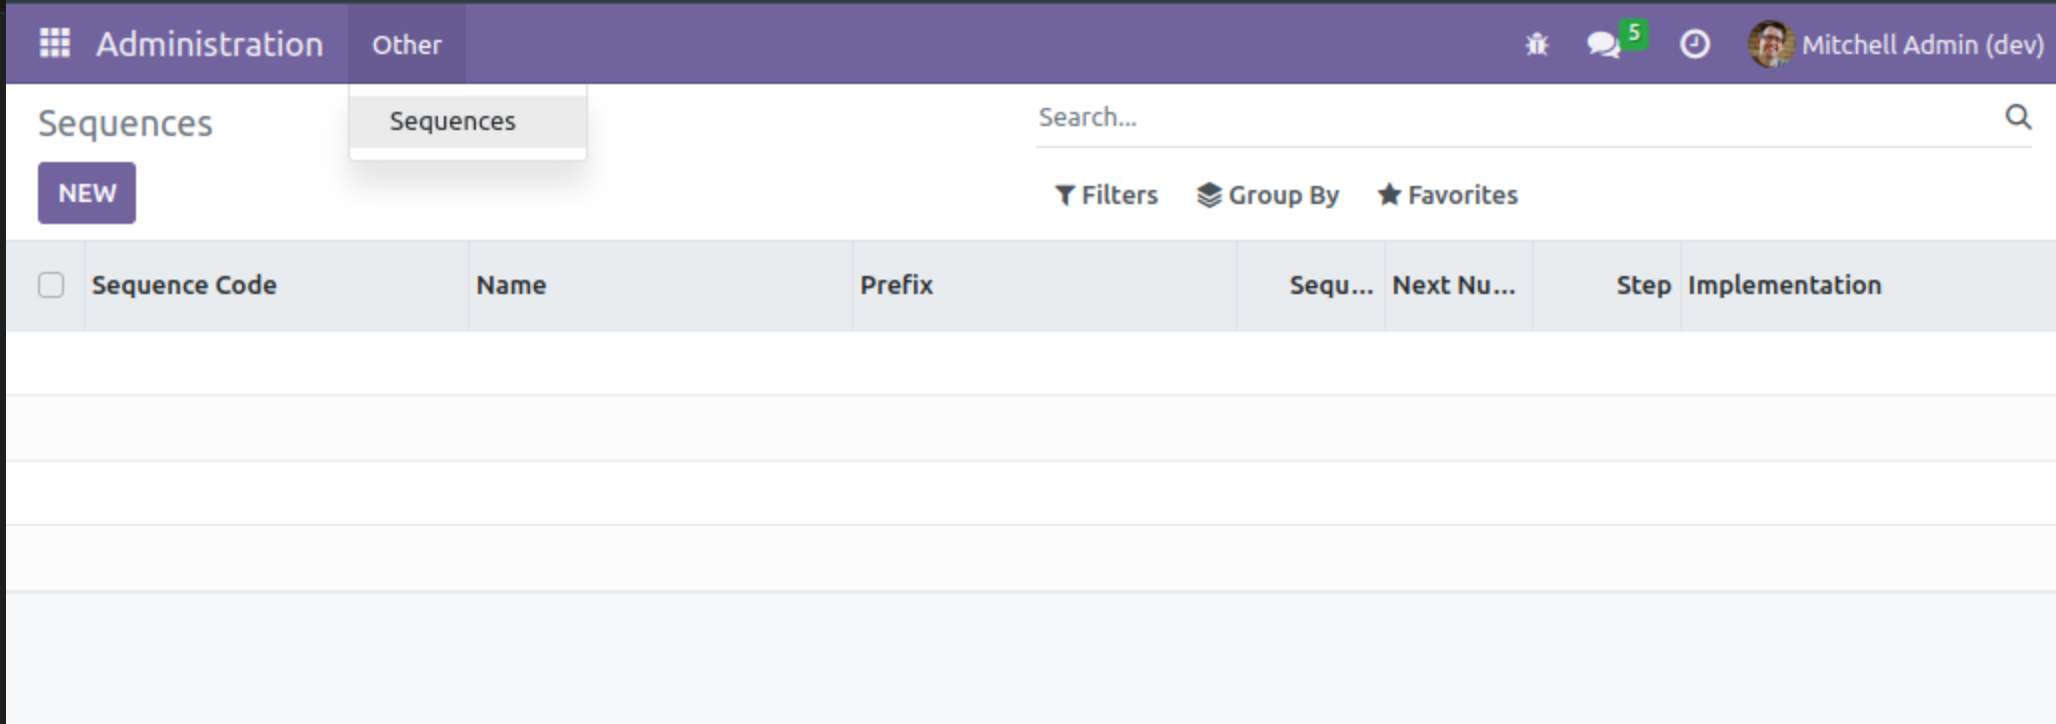 Administration Other 5 Mitchell Admin (dev)
Sequences Sequences Search...
NEW Filters Group By Favorites
Sequence Code Name Prefix Sequ... Next Nu... Step Implementation